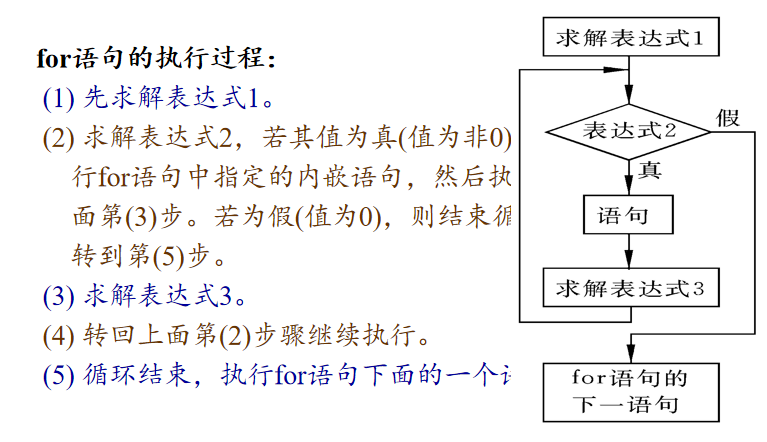 for语句的执行过程：
(1) 先求解表达式1。
(2) 求解表达式2，若其值为真(值为非0)
行for语句中指定的内嵌语句，然后执
面第(3)步。若为假(值为0)，则结束循
转到第(5)步。
(3) 求解表达式3。
(4) 转回上面第(2)步骤继续执行。
(5) 循环结束，执行for语句下面的一个
求解表达式1
表达式2
假
真
语句
求解表达式3
for语句的
下一语句